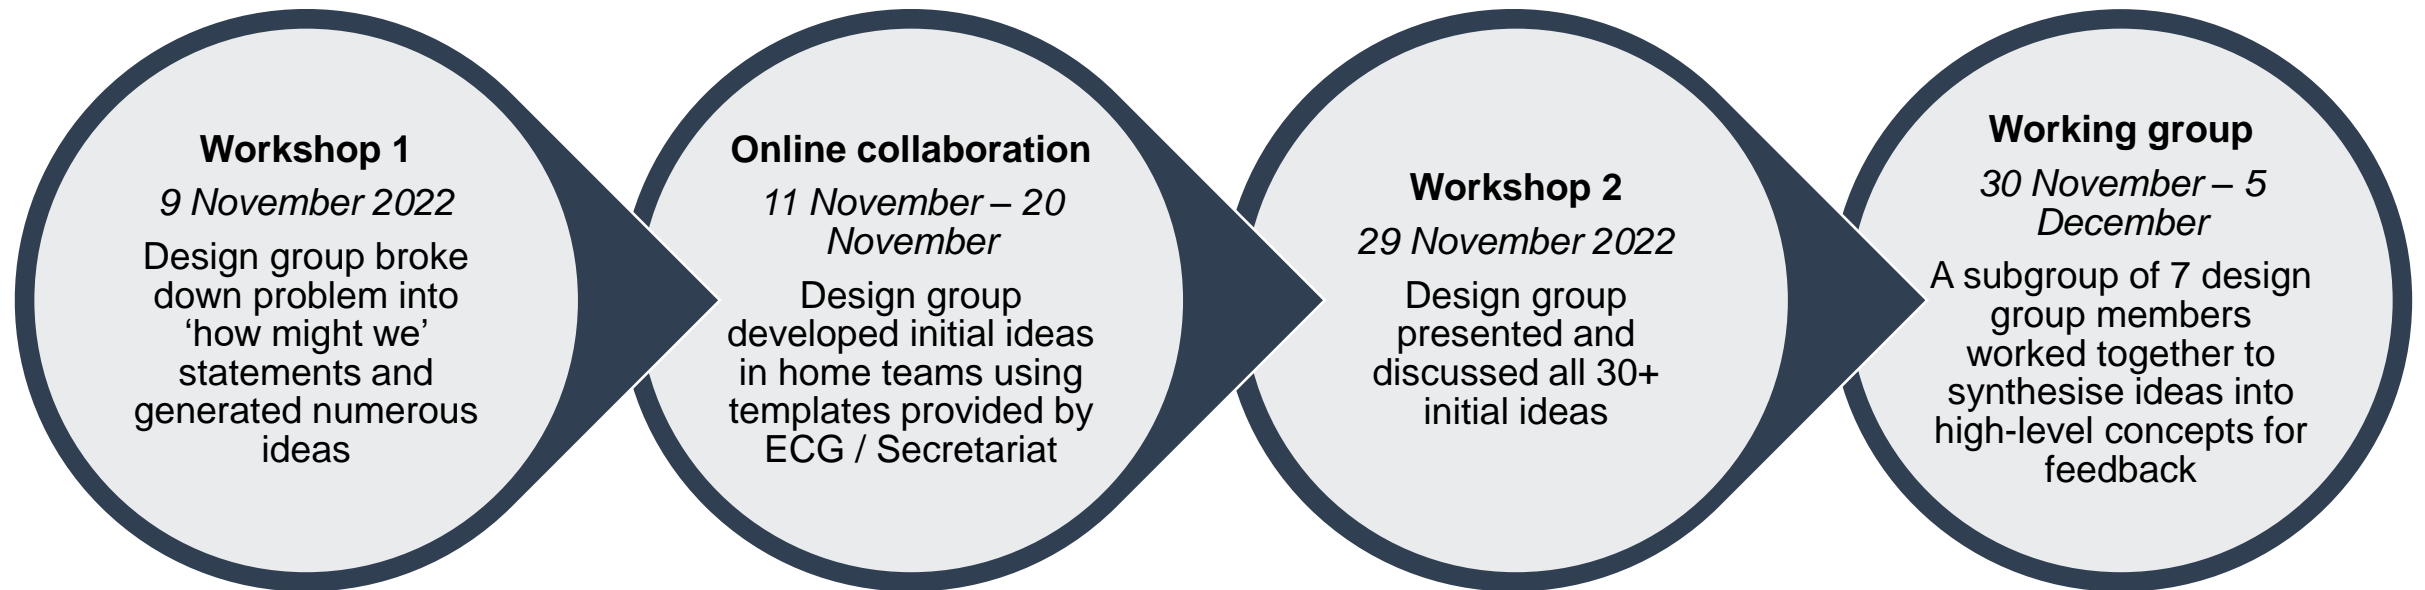 Workshop 1
9 November 2022
Design group broke
down problem into
‘how might we’
statements and
generated numerous
ideas
Online collaboration
11 November – 20
November
Design group
developed initial ideas
in home teams using
templates provided by
ECG / Secretariat
Workshop 2
29 November 2022
Design group
presented and
discussed all 30+
initial ideas
Working group
30 November – 5
December
A subgroup of 7 design
group members
worked together to
synthesise ideas into
high-level concepts for
feedback